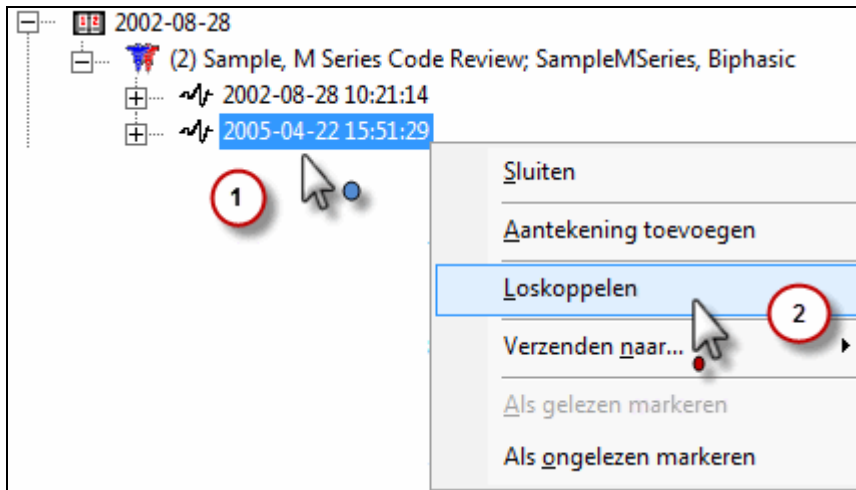 2002-08-28
(2) Sample, M Series Code Review; SampleMSeries, Biphasic
2002-08-28 10:21:14
2005-04-22 15:51:29
1
Sluiten
Aantekening toevoegen
Loskoppelen
2
Verzenden naar...
Als gelezen markeren
Als ongelezen markeren